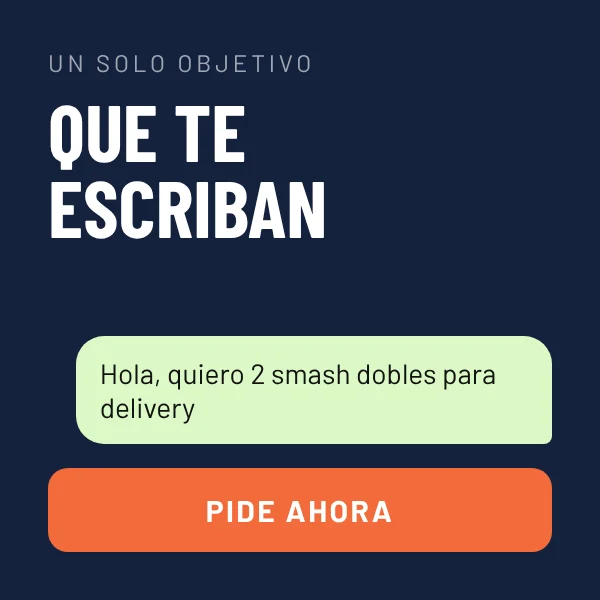 UN SOLO OBJETIVO
QUE TE
ESCRIBAN
Hola, quiero 2 smash dobles para
delivery
PIDE AHORA